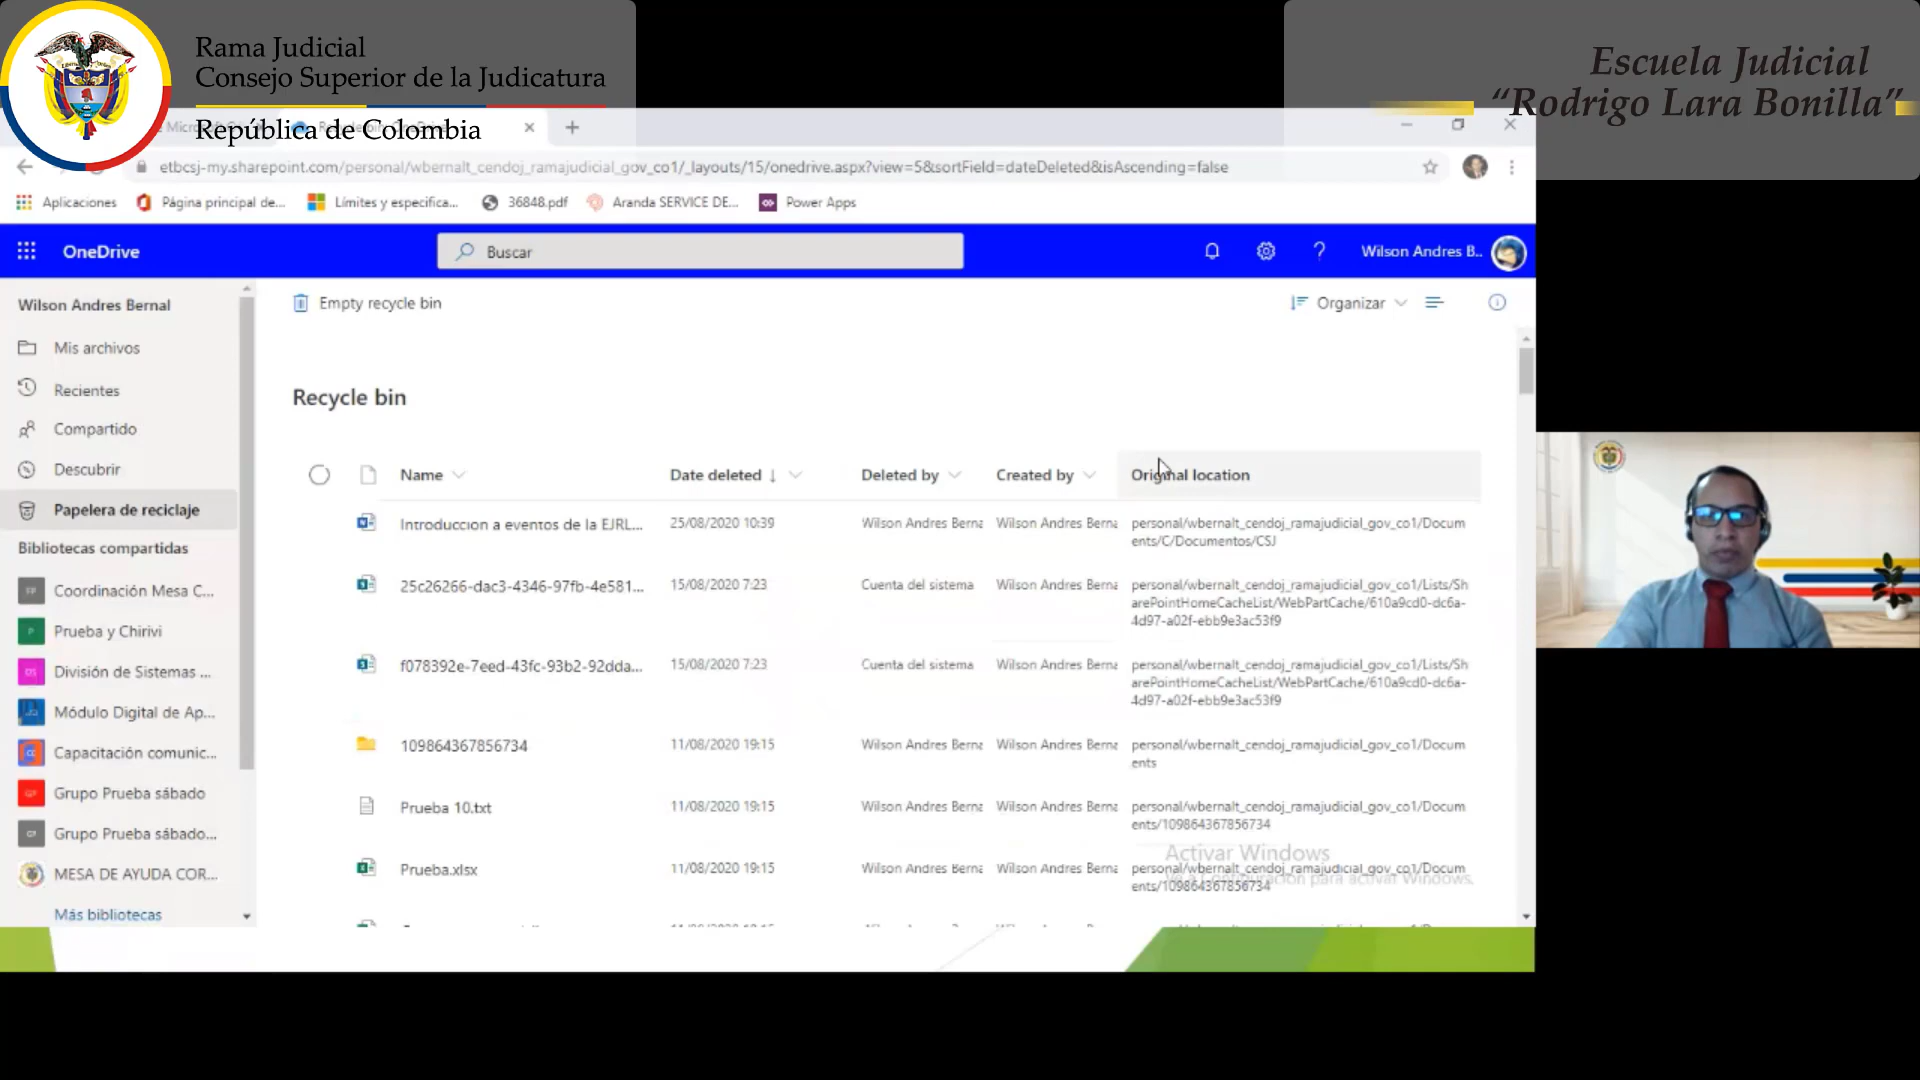 Rama Judicial
Consejo Superior de la Judicatura
República de Colombia
Escuela Judicial
“Rodrigo Lara Bonilla”
etbcsj-my.sharepoint.com/personal/wbernalt_cendoj_ramajudicial_gov_co1/_layouts/15/onedrive.aspx?view=5&sortField=dateDeleted&isAscending=false
Aplicaciones Página principal de... Límites y especifica... 36848.pdf Aranda SERVICE DE... Power Apps
OneDrive Buscar Wilson Andres B..
Wilson Andres Bernal
Mis archivos
Recientes
Compartido
Descubrir
Papelera de reciclaje
Bibliotecas compartidas
Coordinación Mesa C...
Prueba y Chirivi
División de Sistemas ...
Módulo Digital de Ap...
Capacitación comunic...
Grupo Prueba sábado
Grupo Prueba sábado...
MESA DE AYUDA COR...
Más bibliotecas
Empty recycle bin Organizar
Recycle bin
Name Date deleted ↓ Deleted by Created by Original location
Introduccion a eventos de la EJRL... 25/08/2020 10:39 Wilson Andres Berna Wilson Andres Berna personal/wbernalt_cendoj_ramajudicial_gov_co1/Docum
ents/C/Documentos/CSJ
25c26266-dac3-4346-97fb-4e581... 15/08/2020 7:23 Cuenta del sistema Wilson Andres Berna personal/wbernalt_cendoj_ramajudicial_gov_co1/Lists/Sh
arePointHomeCacheList/WebPartCache/610a9cd0-dc6a-
4d97-a02f-ebb9e3ac53f9
f078392e-7eed-43fc-93b2-92dda... 15/08/2020 7:23 Cuenta del sistema Wilson Andres Berna personal/wbernalt_cendoj_ramajudicial_gov_co1/Lists/Sh
arePointHomeCacheList/WebPartCache/610a9cd0-dc6a-
4d97-a02f-ebb9e3ac53f9
109864367856734 11/08/2020 19:15 Wilson Andres Berna Wilson Andres Berna personal/wbernalt_cendoj_ramajudicial_gov_co1/Docum
ents
Prueba 10.txt 11/08/2020 19:15 Wilson Andres Berna Wilson Andres Berna personal/wbernalt_cendoj_ramajudicial_gov_co1/Docum
ents/109864367856734
Prueba.xlsx 11/08/2020 19:15 Wilson Andres Berna Wilson Andres Berna personal/wbernalt_cendoj_ramajudicial_gov_co1/Docum
ents/109864367856734
Activar Windows
Ve a Configuración para activar Windows.